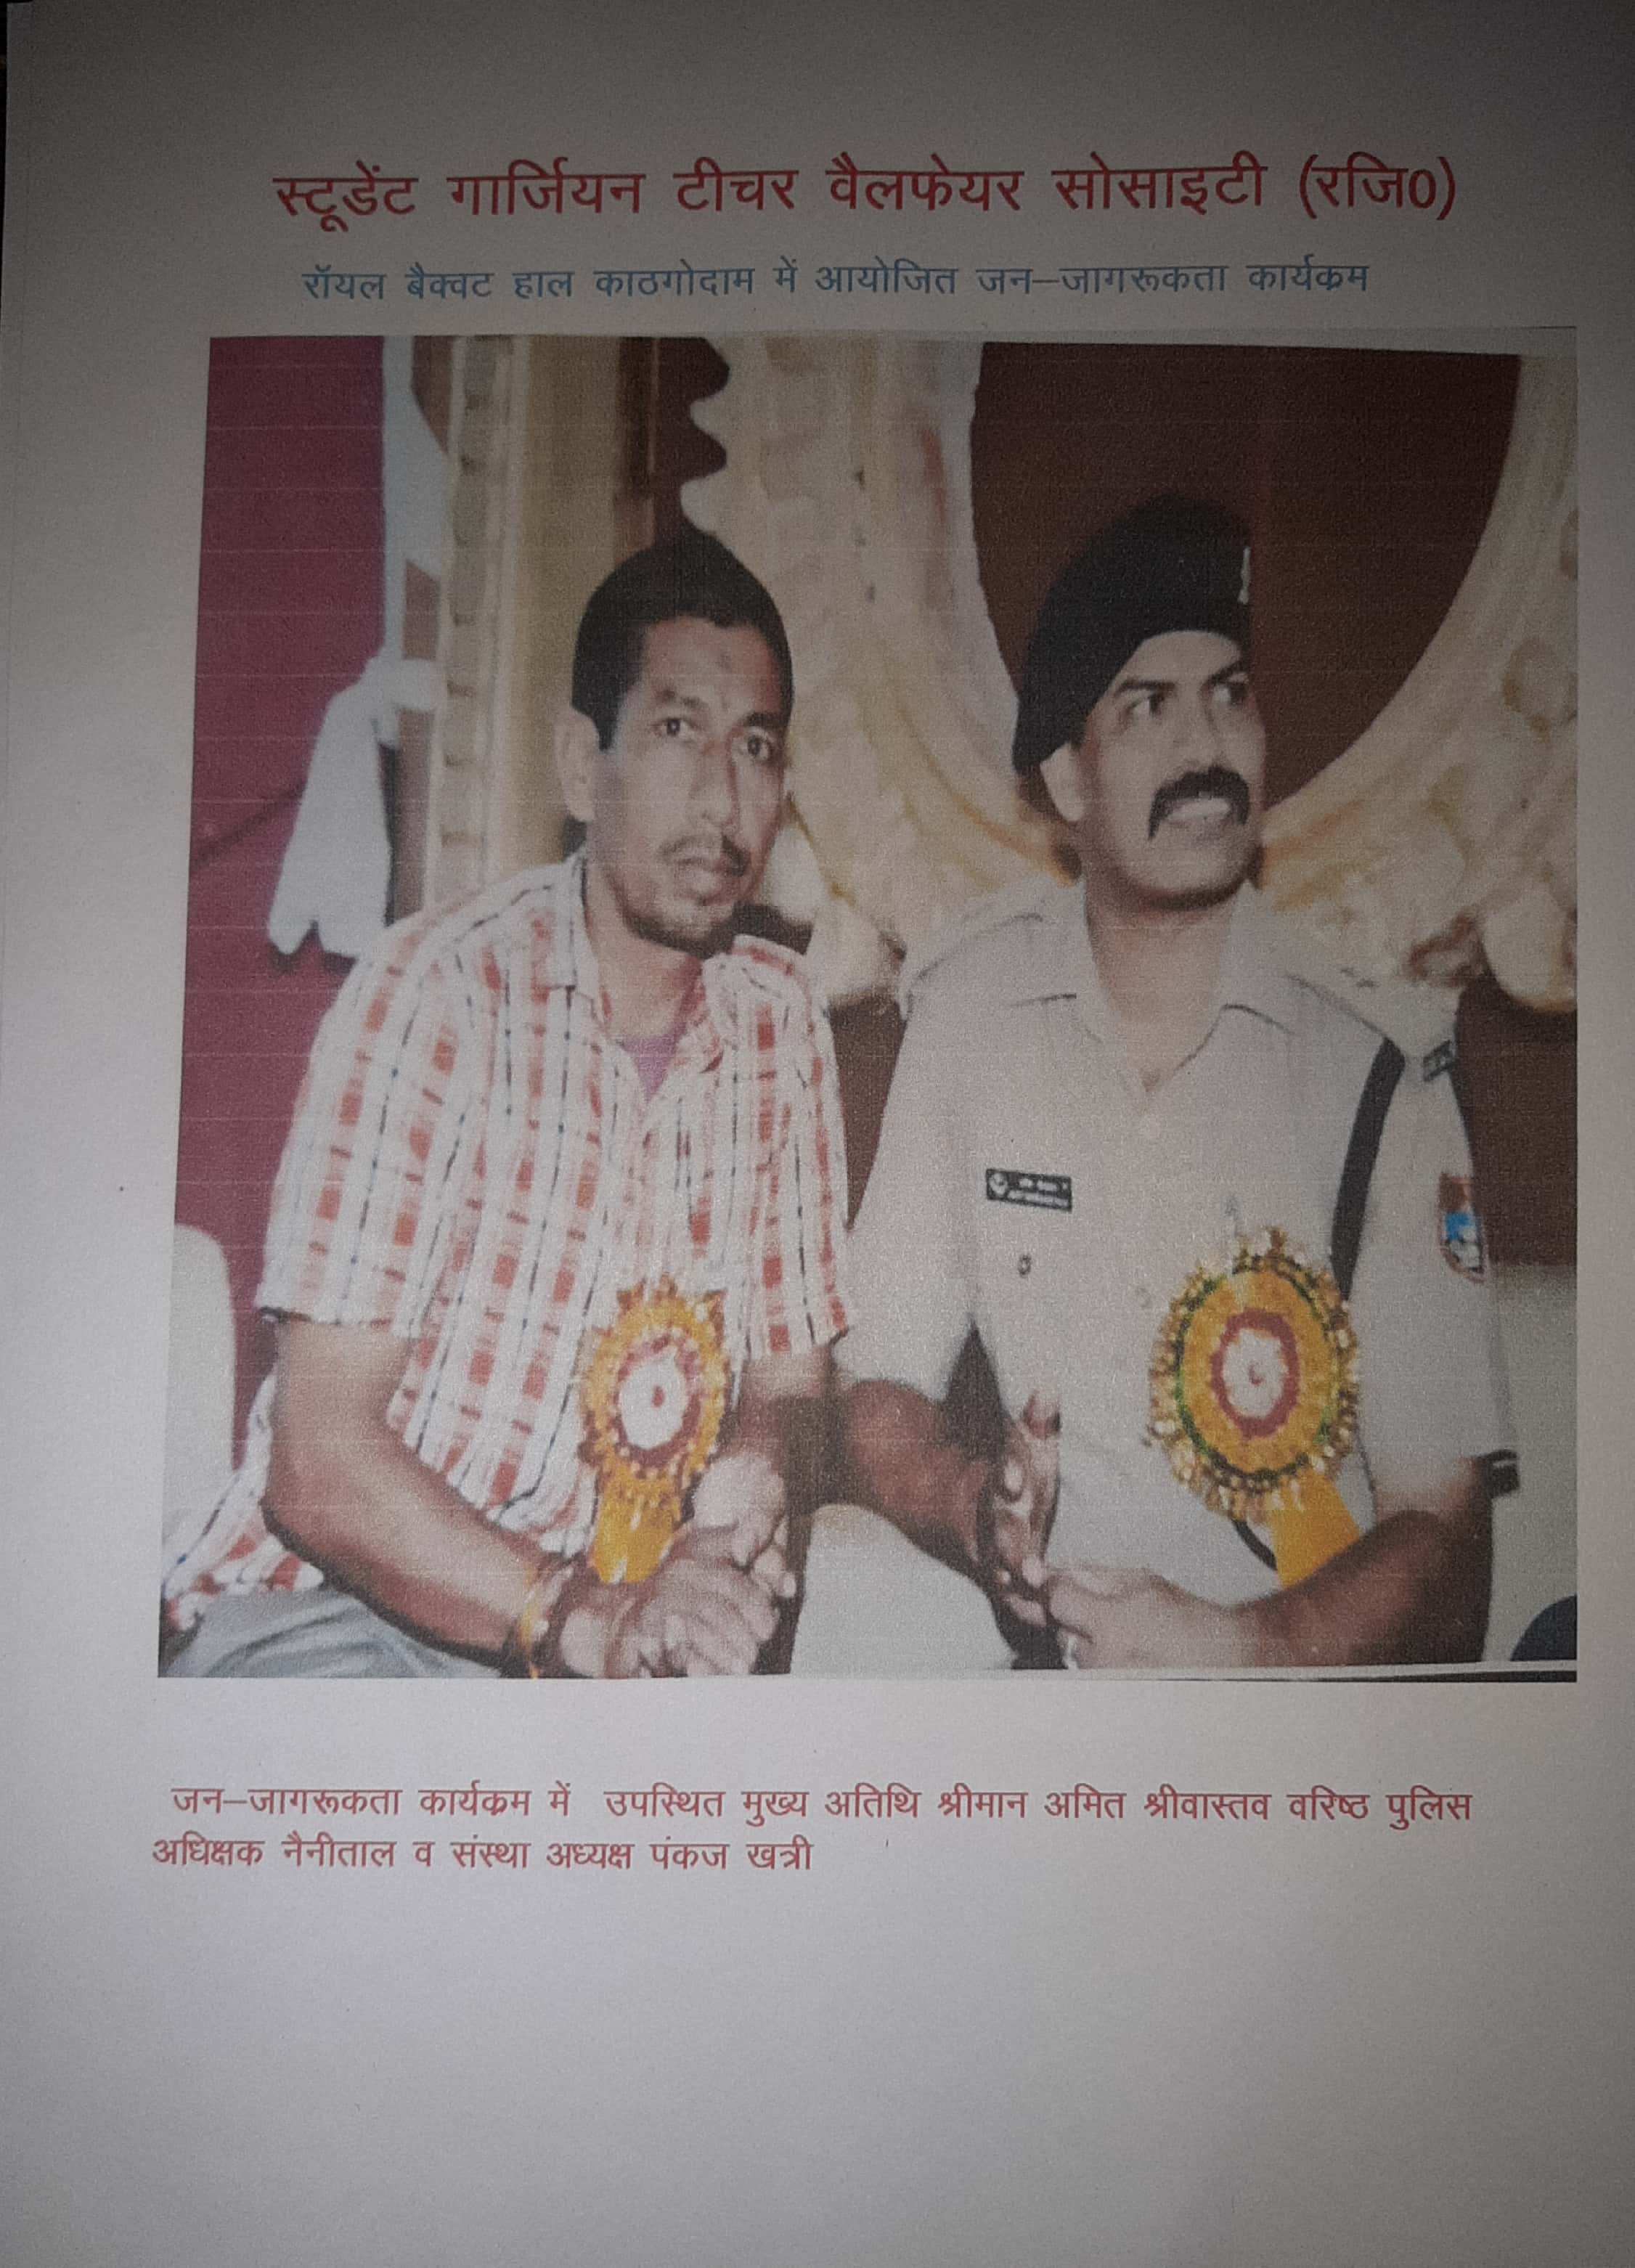 स्टूडेंट गार्जियन टीचर वैलफेयर सोसाइटी (रजि0)
रॉयल बैक्वट हाल काठगोदाम में आयोजित जन–जागरूकता कार्यक्रम
जन–जागरूकता कार्यक्रम में उपस्थित मुख्य अतिथि श्रीमान अमित श्रीवास्तव वरिष्ठ पुलिस
अधिक्षक नैनीताल व संस्था अध्यक्ष पंकज खत्री